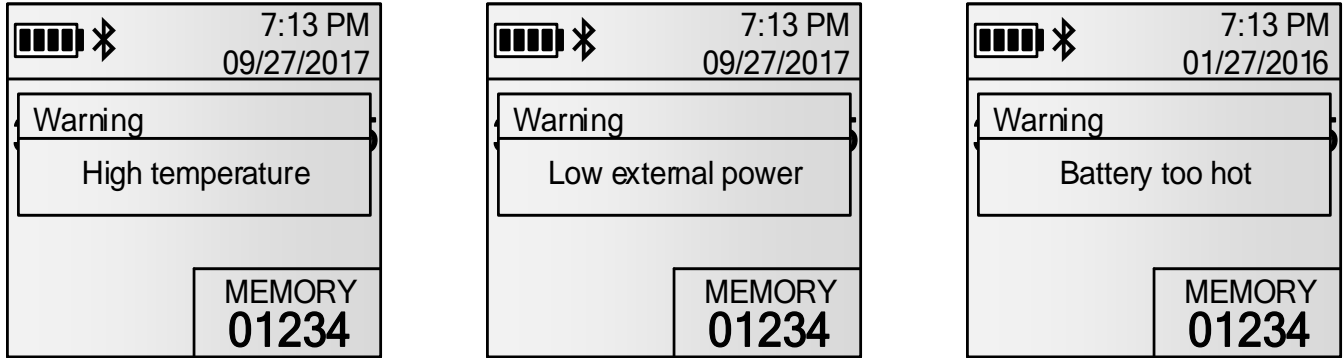 7:13 PM
09/27/2017
Warning
High temperature
MEMORY
01234
7:13 PM
09/27/2017
Warning
Low external power
MEMORY
01234
7:13 PM
01/27/2016
Warning
Battery too hot
MEMORY
01234